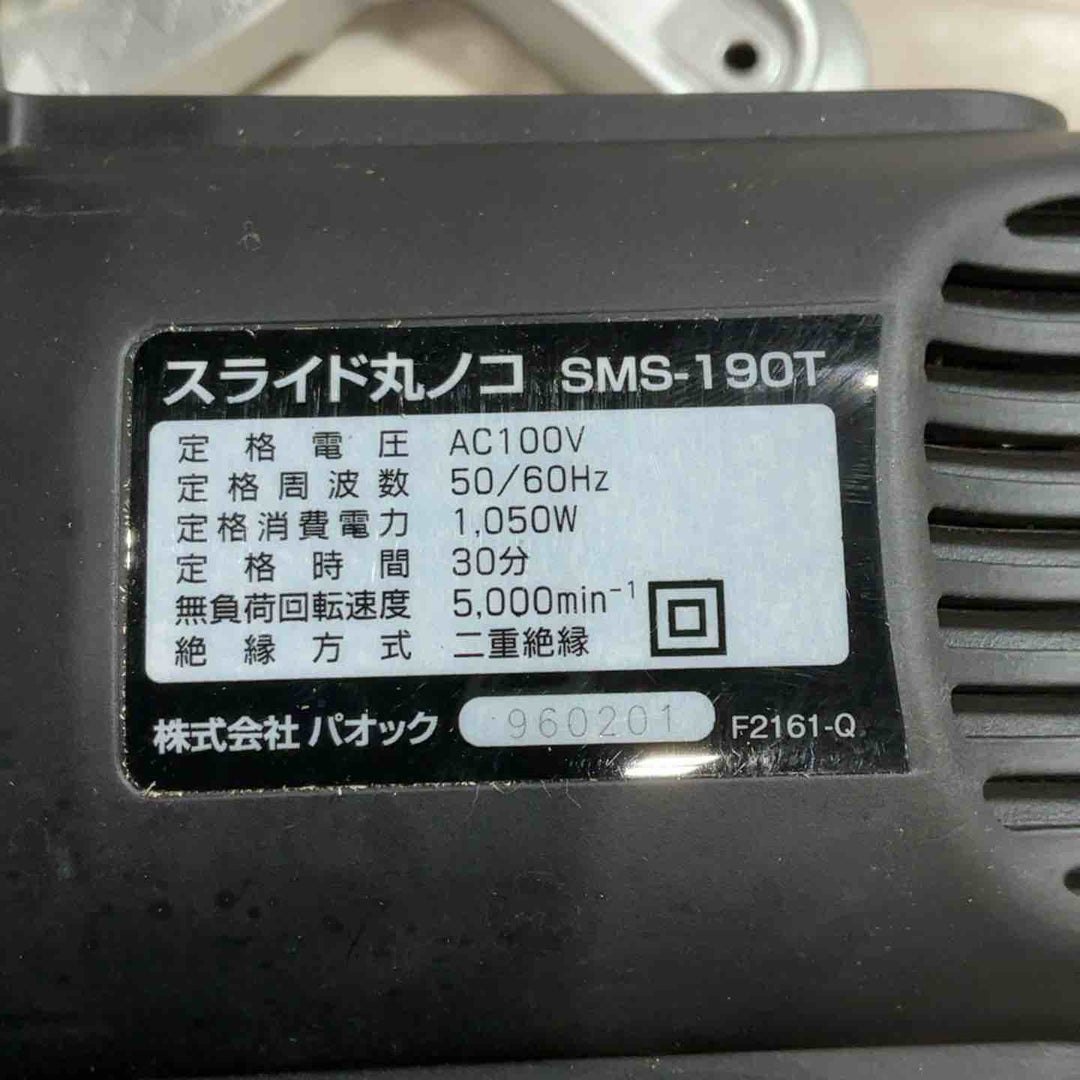 スライド丸ノコ SMS-190T
定格電圧 AC100V
定格周波数 50/60Hz
定格消費電力 1,050W
定格時間 30分
無負荷回転速度 5,000min⁻¹
絶縁方式 二重絶縁
株式会社 パオック 960201 F2161-Q